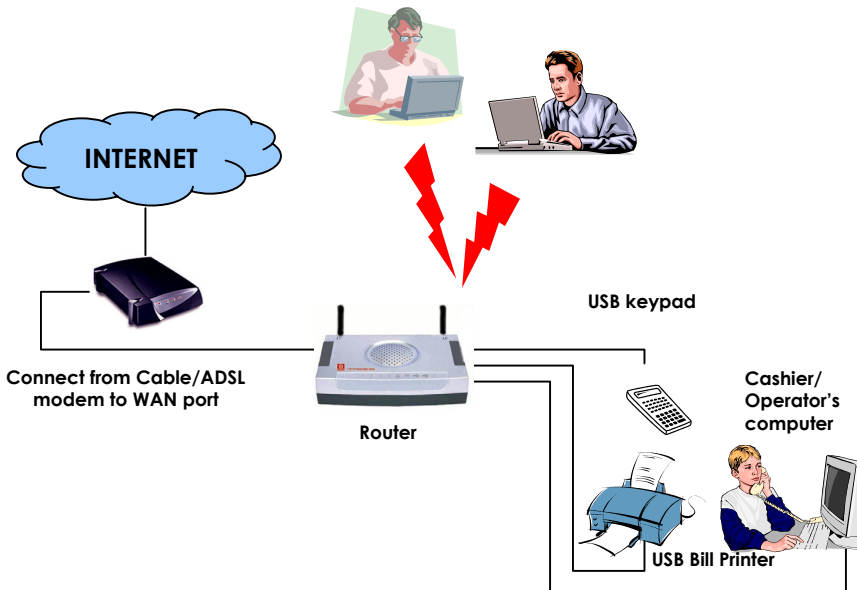 INTERNET
USB keypad
Connect from Cable/ADSL
modem to WAN port
Router
Cashier/
Operator's
computer
USB Bill Printer